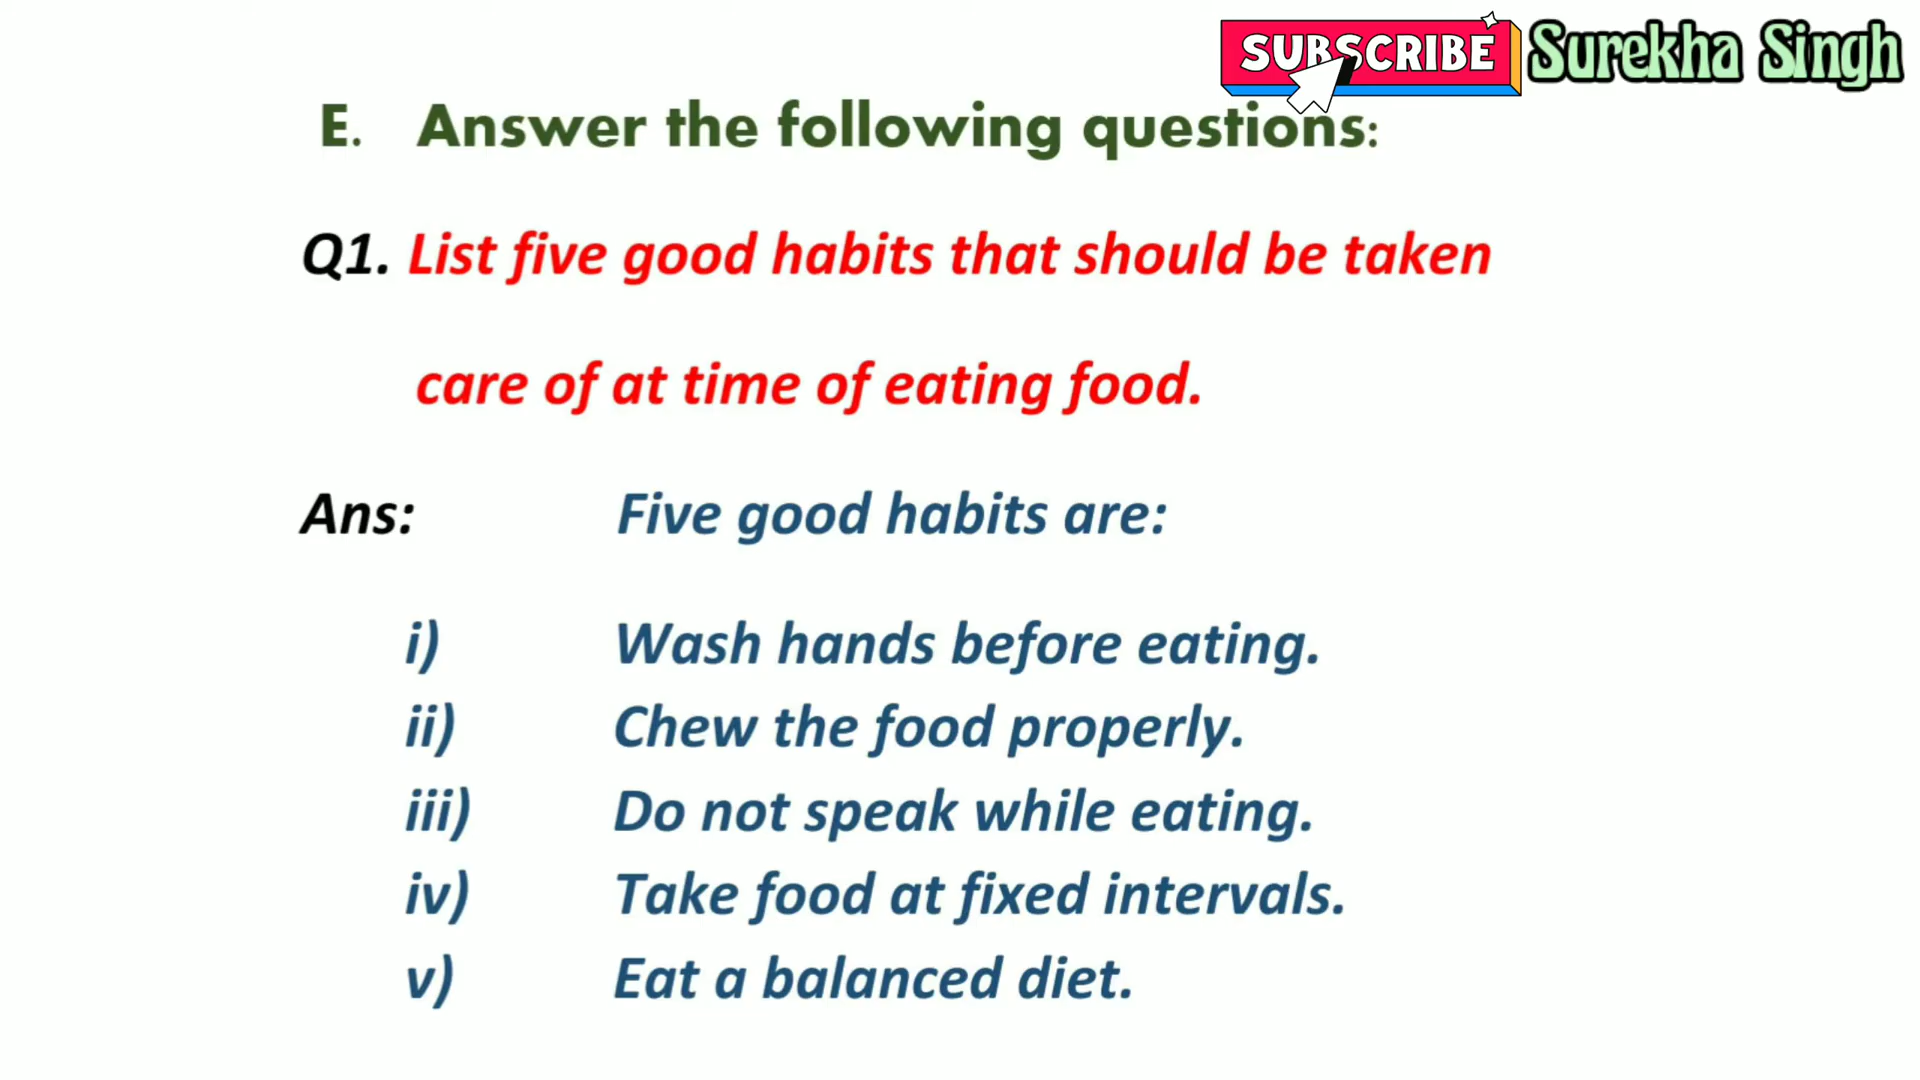 SUBSCRIBE Surekha Singh
E. Answer the following questions:
Q1. List five good habits that should be taken
care of at time of eating food.
Ans: Five good habits are:
i) Wash hands before eating.
ii) Chew the food properly.
iii) Do not speak while eating.
iv) Take food at fixed intervals.
v) Eat a balanced diet.